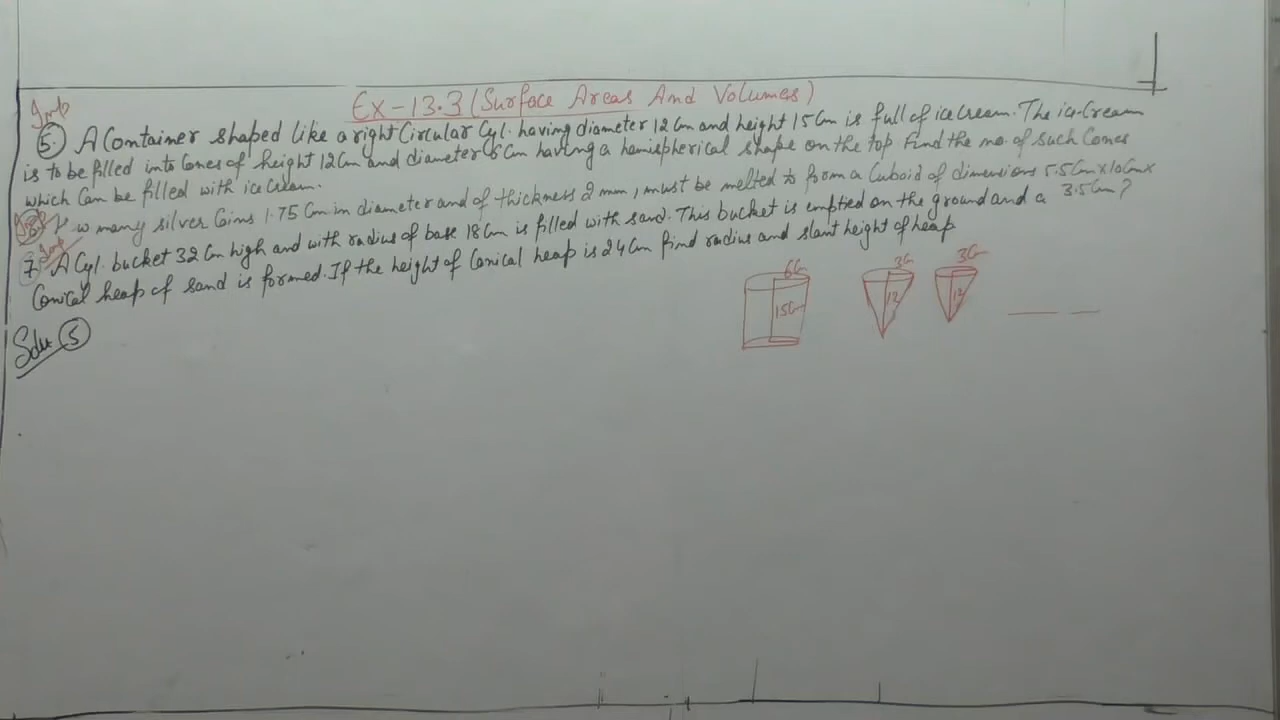 Ex-13.3 (Surface Areas And Volumes)
Imp
5. A Container shaped like a right Circular Cyl. having diameter 12 Cm and height 15 Cm is full of ice Cream. The ice-Cream
is to be filled into Cones of height 12 Cm and diameter 6 Cm having a hemispherical shape on the top. Find the no. of such Cones
which Can be filled with ice Cream.
w many silver Coins 1.75 Cm in diameter and of thickness 2 mm, must be melted to form a Cuboid of dimensions 5.5 Cm x 10 Cm x
3.5 Cm?
Imp
7. A Cyl. bucket 32 Cm high and with radius of base 18 Cm is filled with sand. This bucket is emptied on the ground and a
Conical heap of sand is formed. If the height of Conical heap is 24 Cm find radius and slant height of heap
6 Cm
15 Cm
3 Cm
12
3 Cm
12
Solu. 5